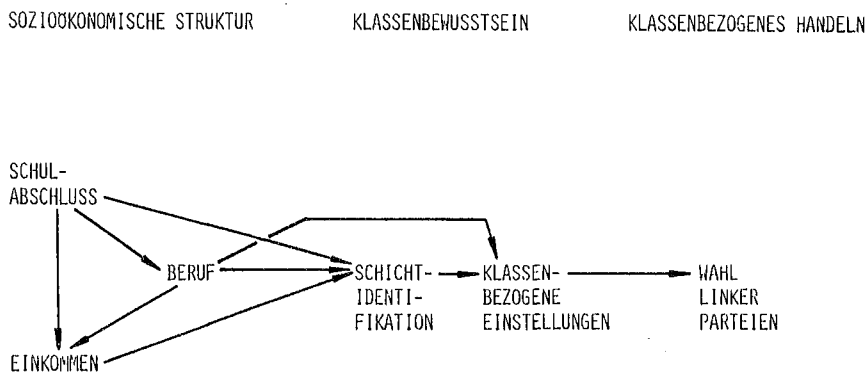 SOZIOÖKONOMISCHE STRUKTUR KLASSENBEWUSSTSEIN KLASSENBEZOGENES HANDELN
SCHUL-
ABSCHLUSS
BERUF
EINKOMMEN
SCHICHT-
IDENTI-
FIKATION
KLASSEN-
BEZOGENE
EINSTELLUNGEN
WAHL
LINKER
PARTEIEN